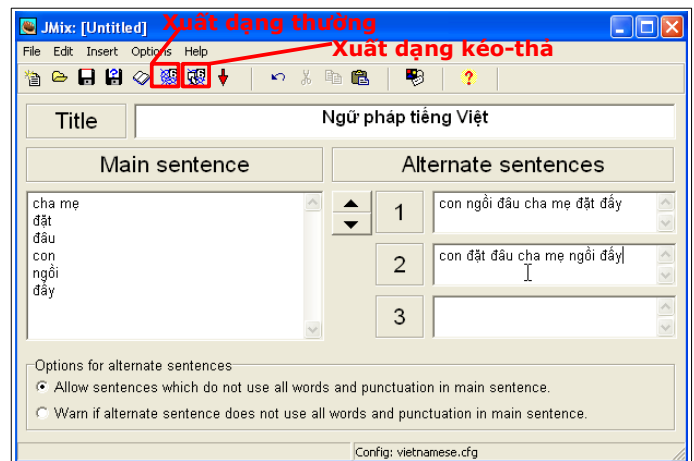 JMix: [Untitled]
Xuất dạng thường
File Edit Insert Options Help
Xuất dạng kéo-thả
Title
Ngữ pháp tiếng Việt
Main sentence
Alternate sentences
cha mẹ
đặt
đâu
con
ngồi
đấy
1
con ngồi đâu cha mẹ đặt đấy
2
con đặt đâu cha mẹ ngồi đấy
3
Options for alternate sentences
Allow sentences which do not use all words and punctuation in main sentence.
Warn if alternate sentence does not use all words and punctuation in main sentence.
Config: vietnamese.cfg